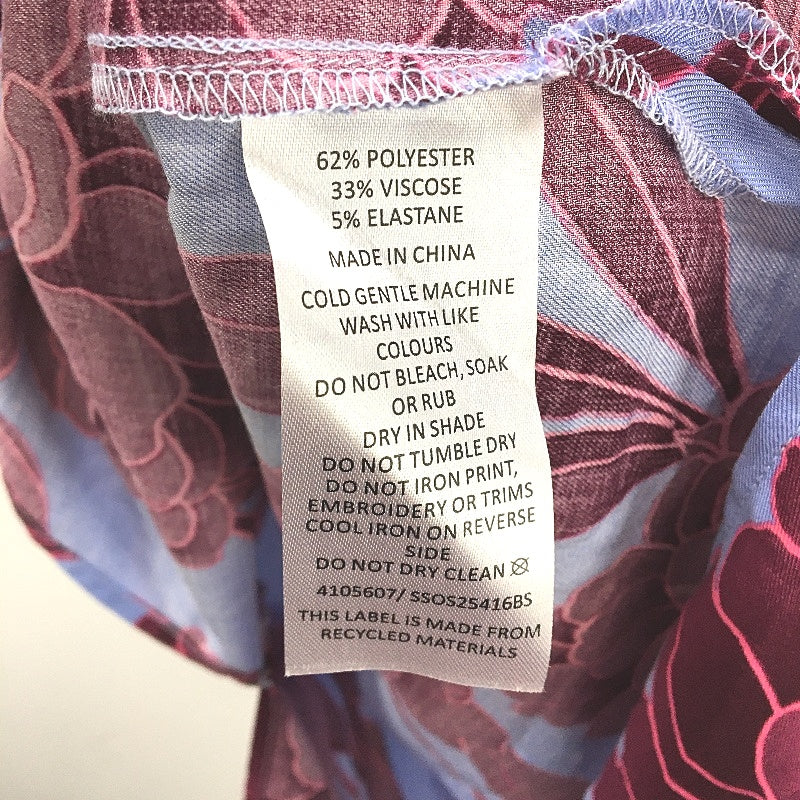 62% POLYESTER
33% VISCOSE
5% ELASTANE
MADE IN CHINA
COLD GENTLE MACHINE
WASH WITH LIKE
COLOURS
DO NOT BLEACH, SOAK
OR RUB
DRY IN SHADE
DO NOT TUMBLE DRY
DO NOT IRON PRINT,
EMBROIDERY OR TRIMS
COOL IRON ON REVERSE
SIDE
DO NOT DRY CLEAN
4105607/ SSOS25416BS
THIS LABEL IS MADE FROM
RECYCLED MATERIALS